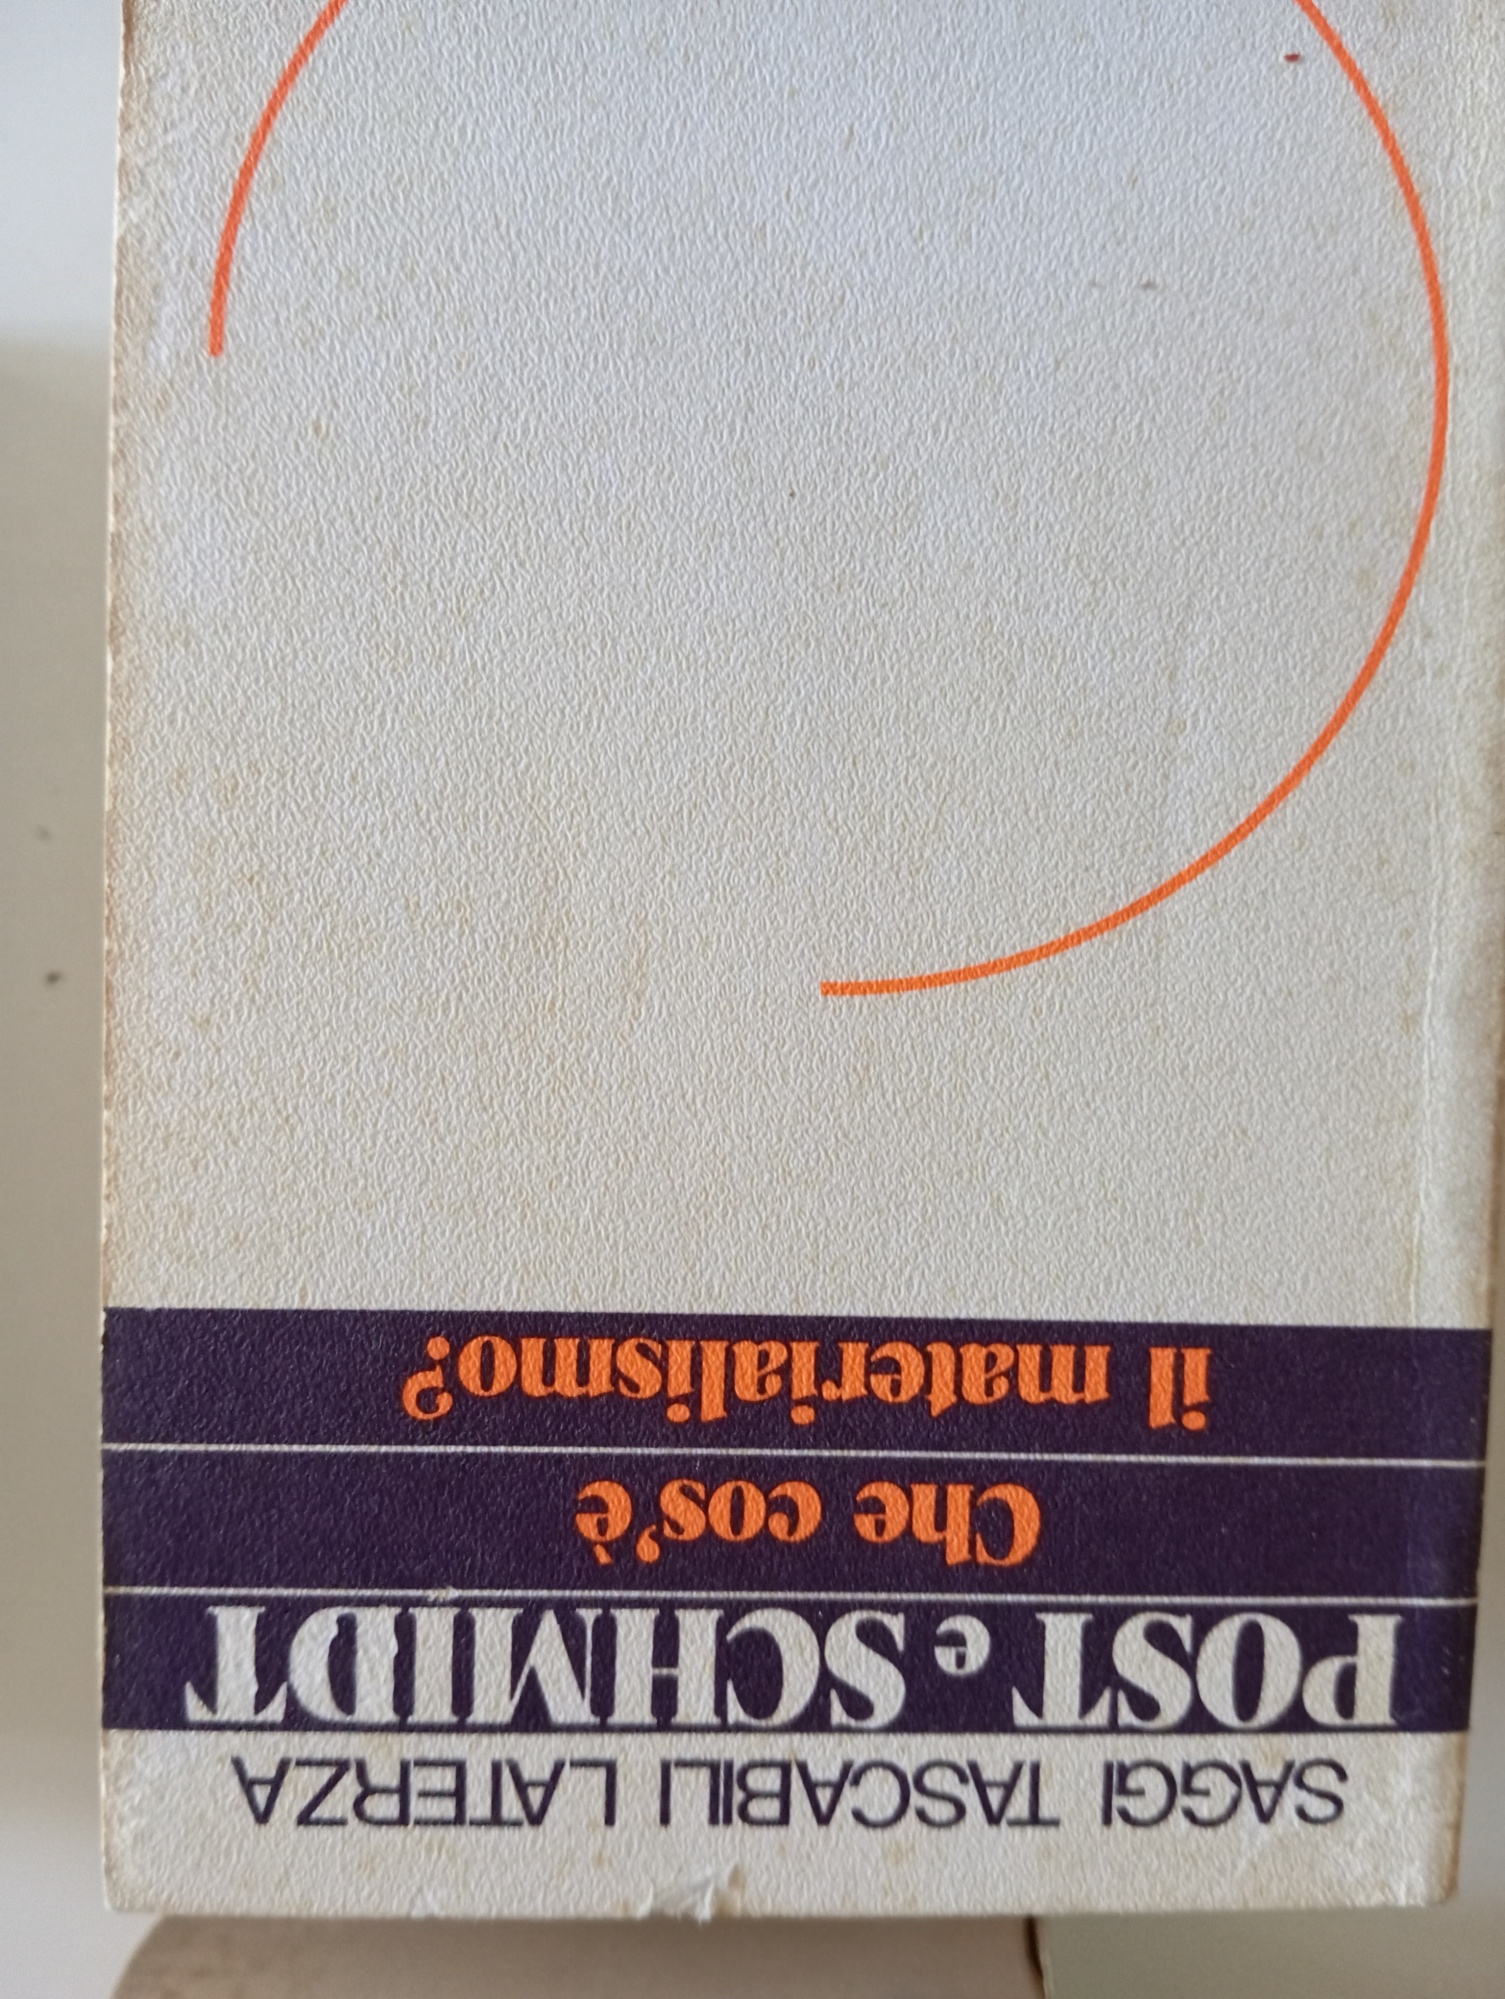 SAGGI TASCABILI LATERZA
POST e SCHMIDT
Che cos'è
il materialismo?